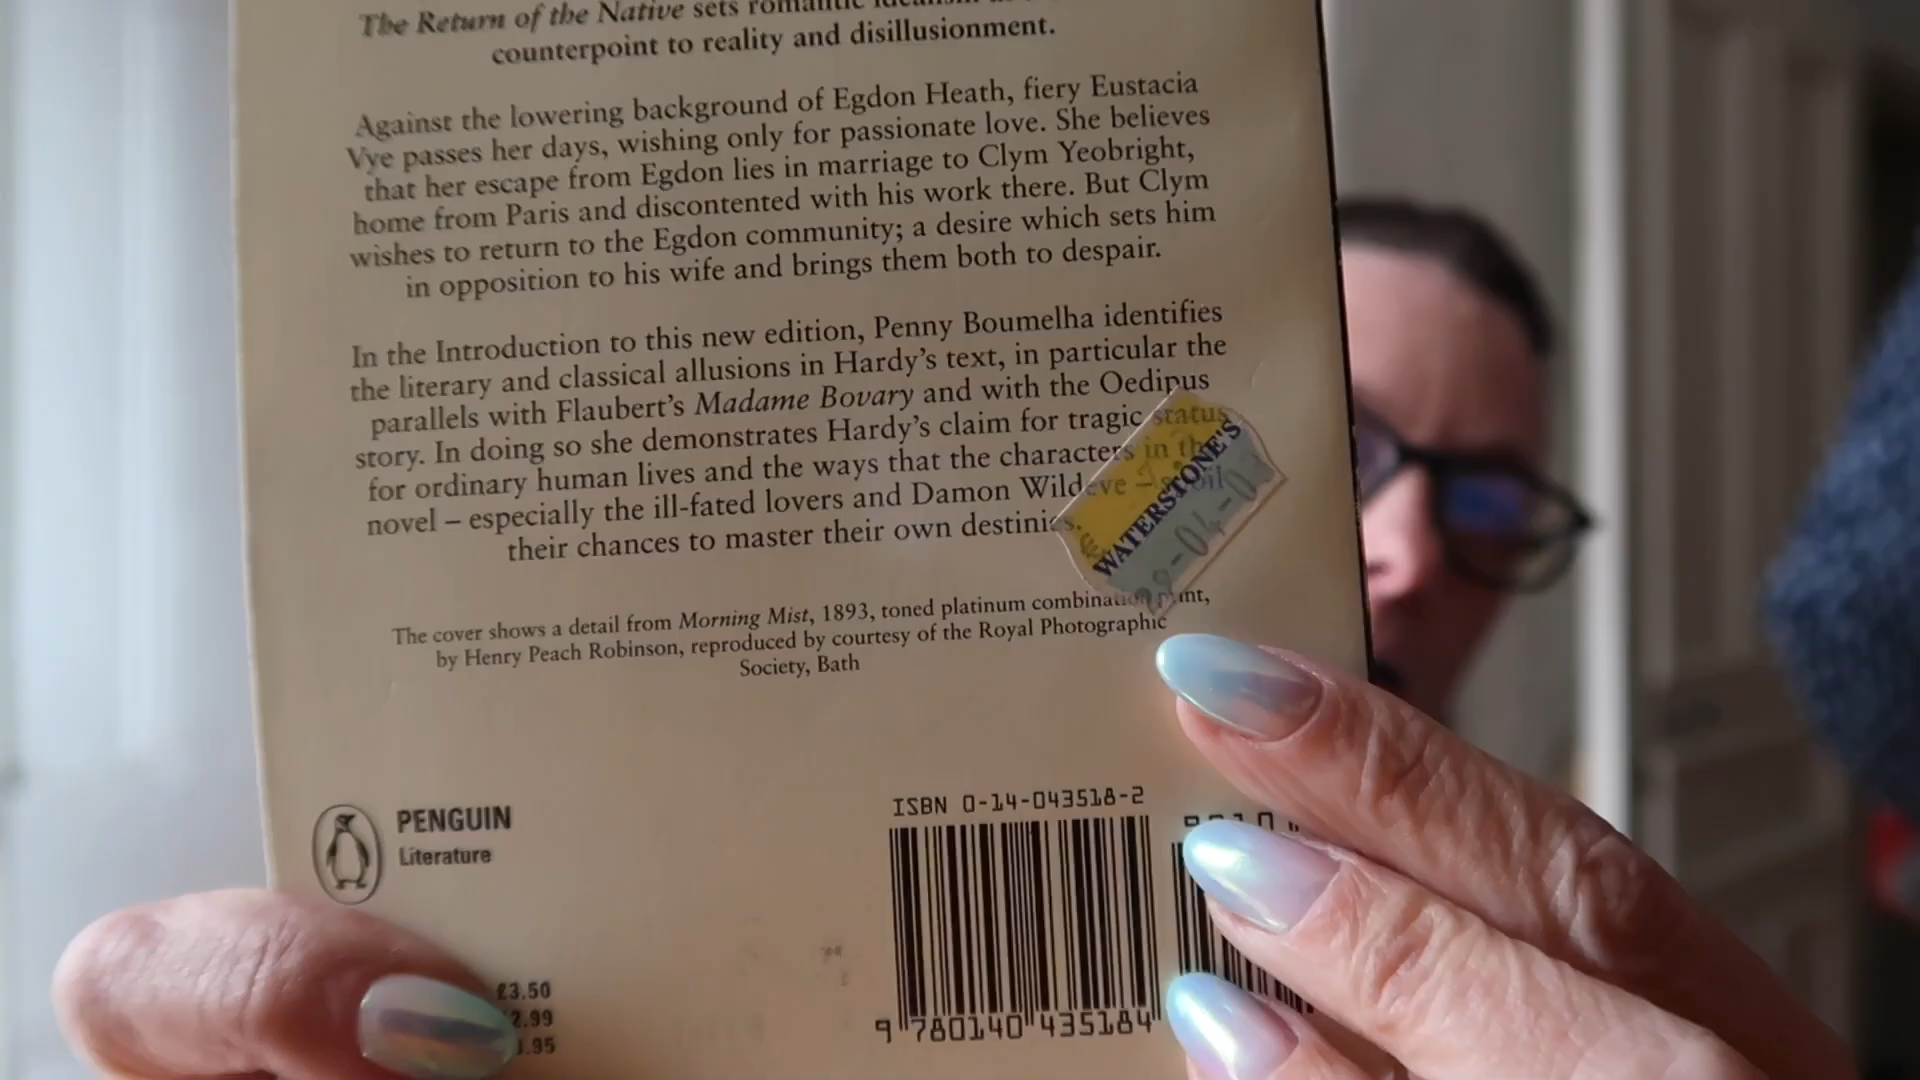 The Return of the Native sets romantic idealism
counterpoint to reality and disillusionment.
Against the lowering background of Egdon Heath, fiery Eustacia
Vye passes her days, wishing only for passionate love. She believes
that her escape from Egdon lies in marriage to Clym Yeobright,
home from Paris and discontented with his work there. But Clym
wishes to return to the Egdon community; a desire which sets him
in opposition to his wife and brings them both to despair.
In the Introduction to this new edition, Penny Boumelha identifies
the literary and classical allusions in Hardy's text, in particular the
parallels with Flaubert's Madame Bovary and with the Oedipus
story. In doing so she demonstrates Hardy's claim for tragic status
for ordinary human lives and the ways that the characters in the
novel – especially the ill-fated lovers and Damon Wildeve – spoil
their chances to master their own destinies.
WATERSTONE'S
The cover shows a detail from Morning Mist, 1893, toned platinum combination print,
by Henry Peach Robinson, reproduced by courtesy of the Royal Photographic
Society, Bath
PENGUIN
Literature
ISBN 0-14-043518-2
9 780140 435184
£3.50
2.99
.95